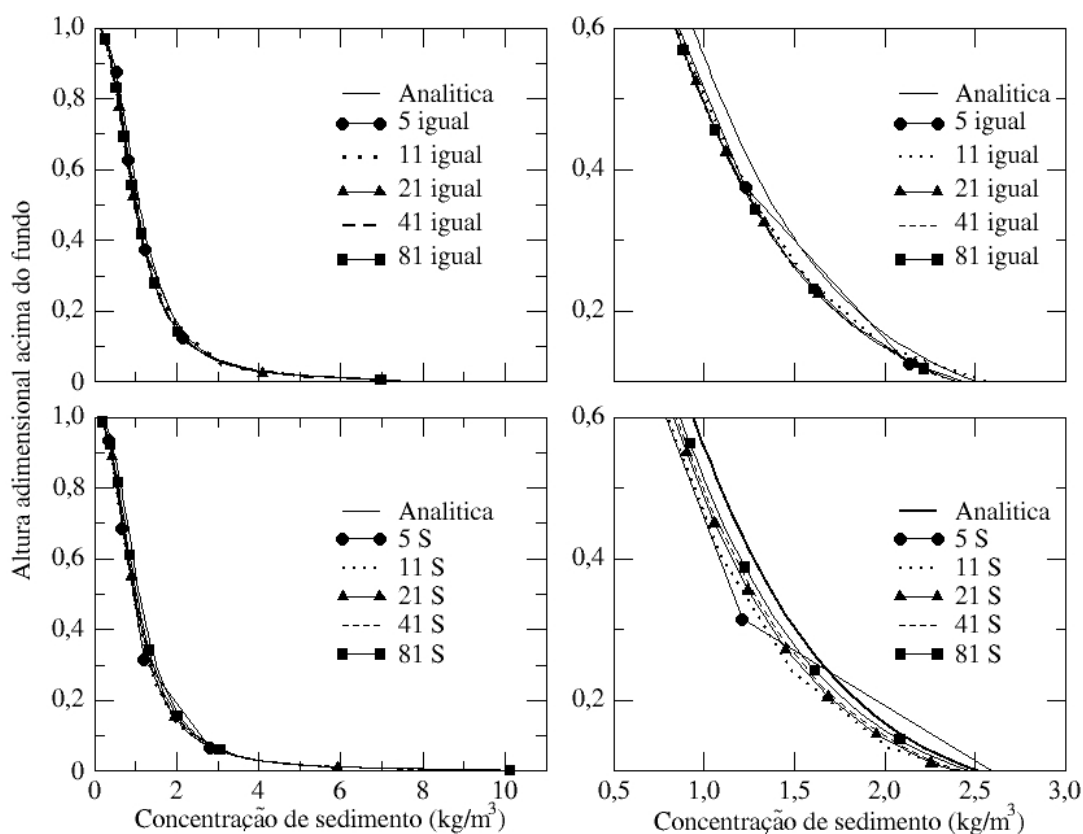 Altura adimensional acima do fundo
1,0
0,8
0,6
0,4
0,2
0
Analitica
5 igual
11 igual
21 igual
41 igual
81 igual
0,6
0,4
0,2
Analitica
5 igual
11 igual
21 igual
41 igual
81 igual
1,0
0,8
0,6
0,4
0,2
0
Analitica
5 S
11 S
21 S
41 S
81 S
0 2 4 6 8 10
Concentração de sedimento (kg/m³)
0,6
0,4
0,2
Analitica
5 S
11 S
21 S
41 S
81 S
0,5 1,0 1,5 2,0 2,5 3,0
Concentração de sedimento (kg/m³)